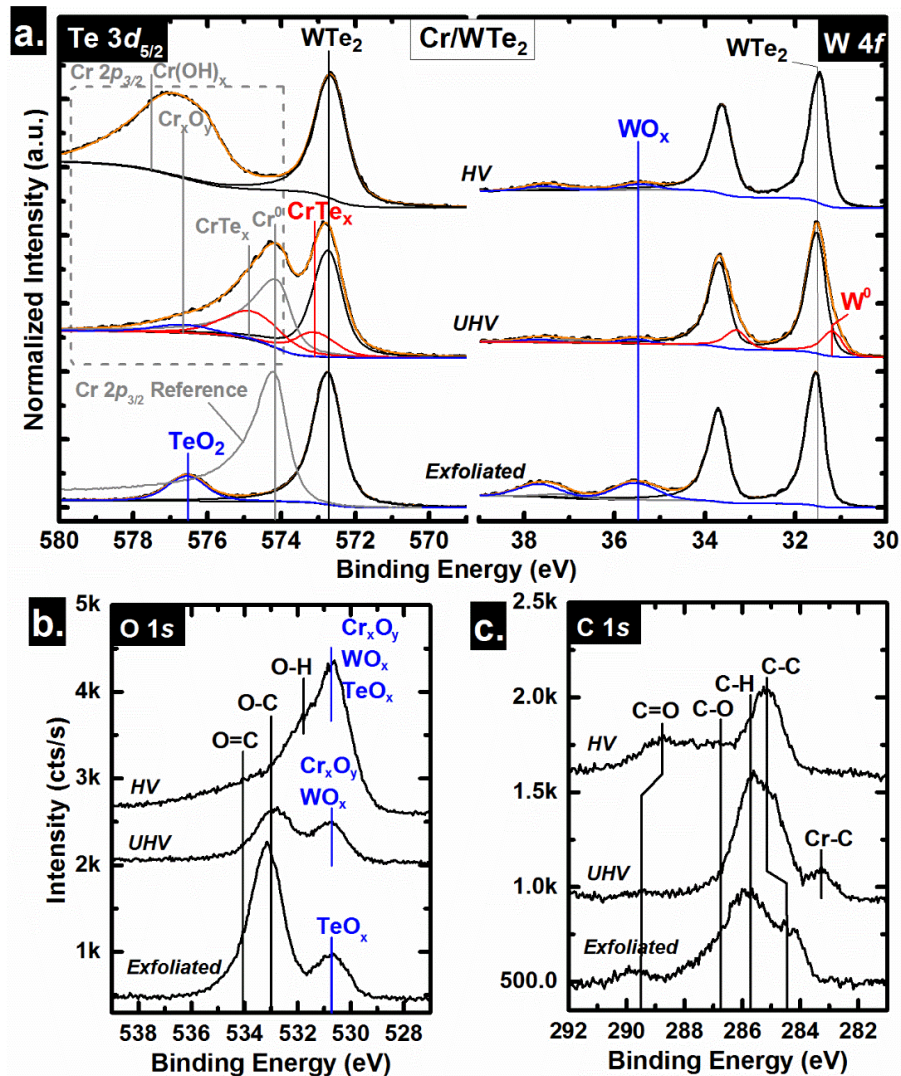 a.
Te 3d5/2
WTe2
Cr/WTe2
W 4f
Cr 2p3/2
Cr(OH)x
CrxOy
WTe2
WOx
HV
CrTex
Cr0
CrTex
W0
UHV
Cr 2p3/2 Reference
TeO2
Exfoliated
Normalized Intensity (a.u.)
580 578 576 574 572 570 38 36 34 32 30
Binding Energy (eV)
b.
O 1s
5k
4k
3k
2k
1k
CrxOy
WOx
TeOx
O-H
O-C
O=C
HV
CrxOy
WOx
UHV
TeOx
Exfoliated
Intensity (cts/s)
538 536 534 532 530 528
Binding Energy (eV)
c.
C 1s
2.5k
2.0k
1.5k
1.0k
500.0
C-C
C-H
C-O
C=O
HV
UHV
Cr-C
Exfoliated
292 290 288 286 284 282
Binding Energy (eV)